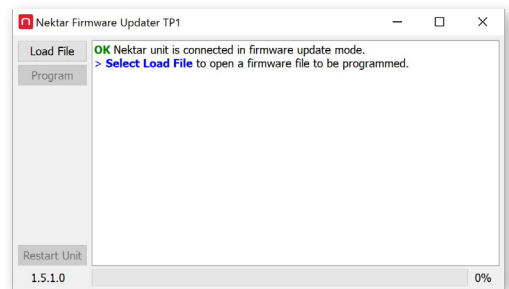 Nektar Firmware Updater TP1
Load File
OK Nektar unit is connected in firmware update mode.
> Select Load File to open a firmware file to be programmed.
Program
Restart Unit
1.5.1.0
0%